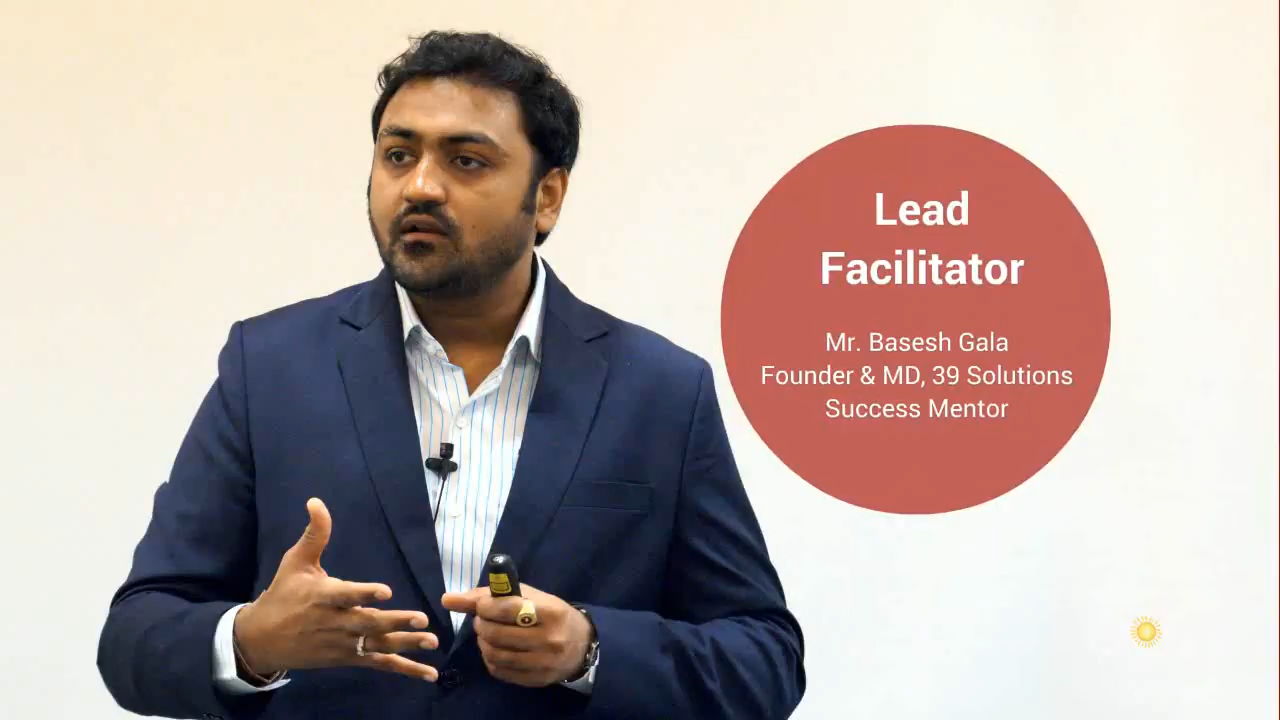 Lead
Facilitator
Mr. Basesh Gala
Founder & MD, 39 Solutions
Success Mentor